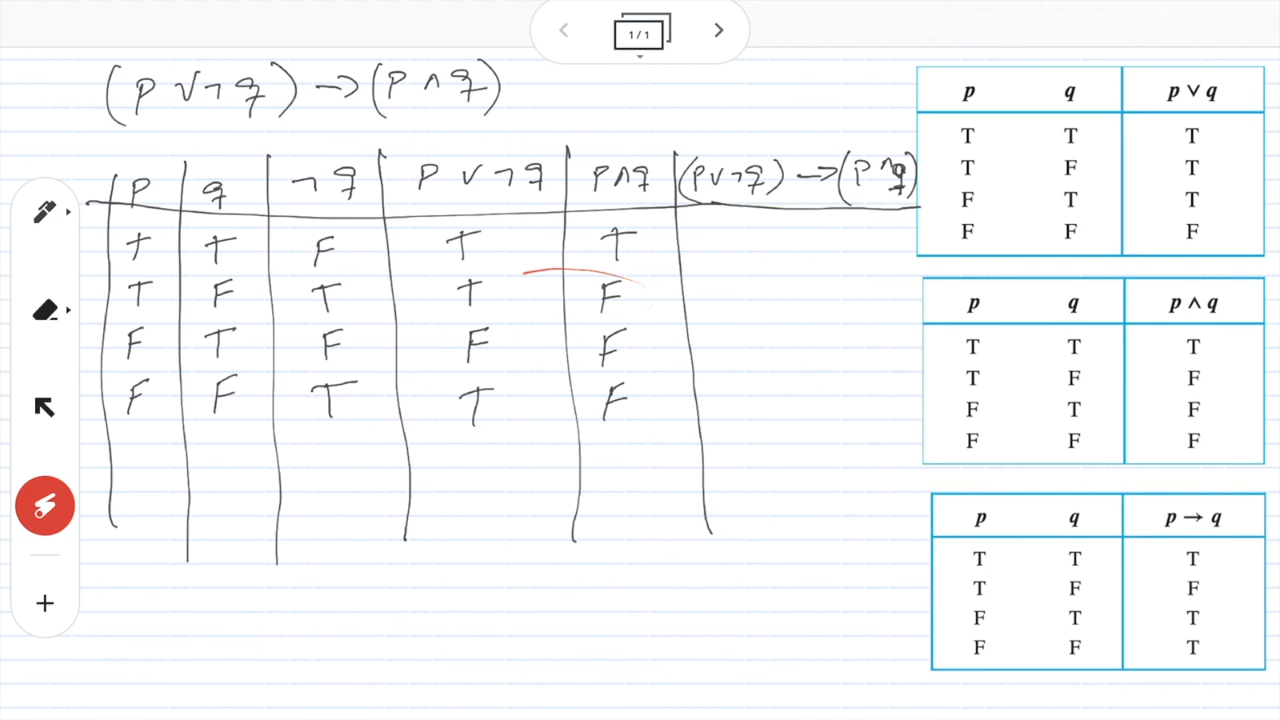 1 / 1
(p ∨ ¬ q) → (p ∧ q)
p q ¬ q p ∨ ¬ q p ∧ q (p ∨ ¬ q) → (p ∧ q)
T T F T T
T F T T F
F T F F F
F F T T F
p q p ∨ q
T T T
T F T
F T T
F F F
p q p ∧ q
T T T
T F F
F T F
F F F
p q p → q
T T T
T F F
F T T
F F T